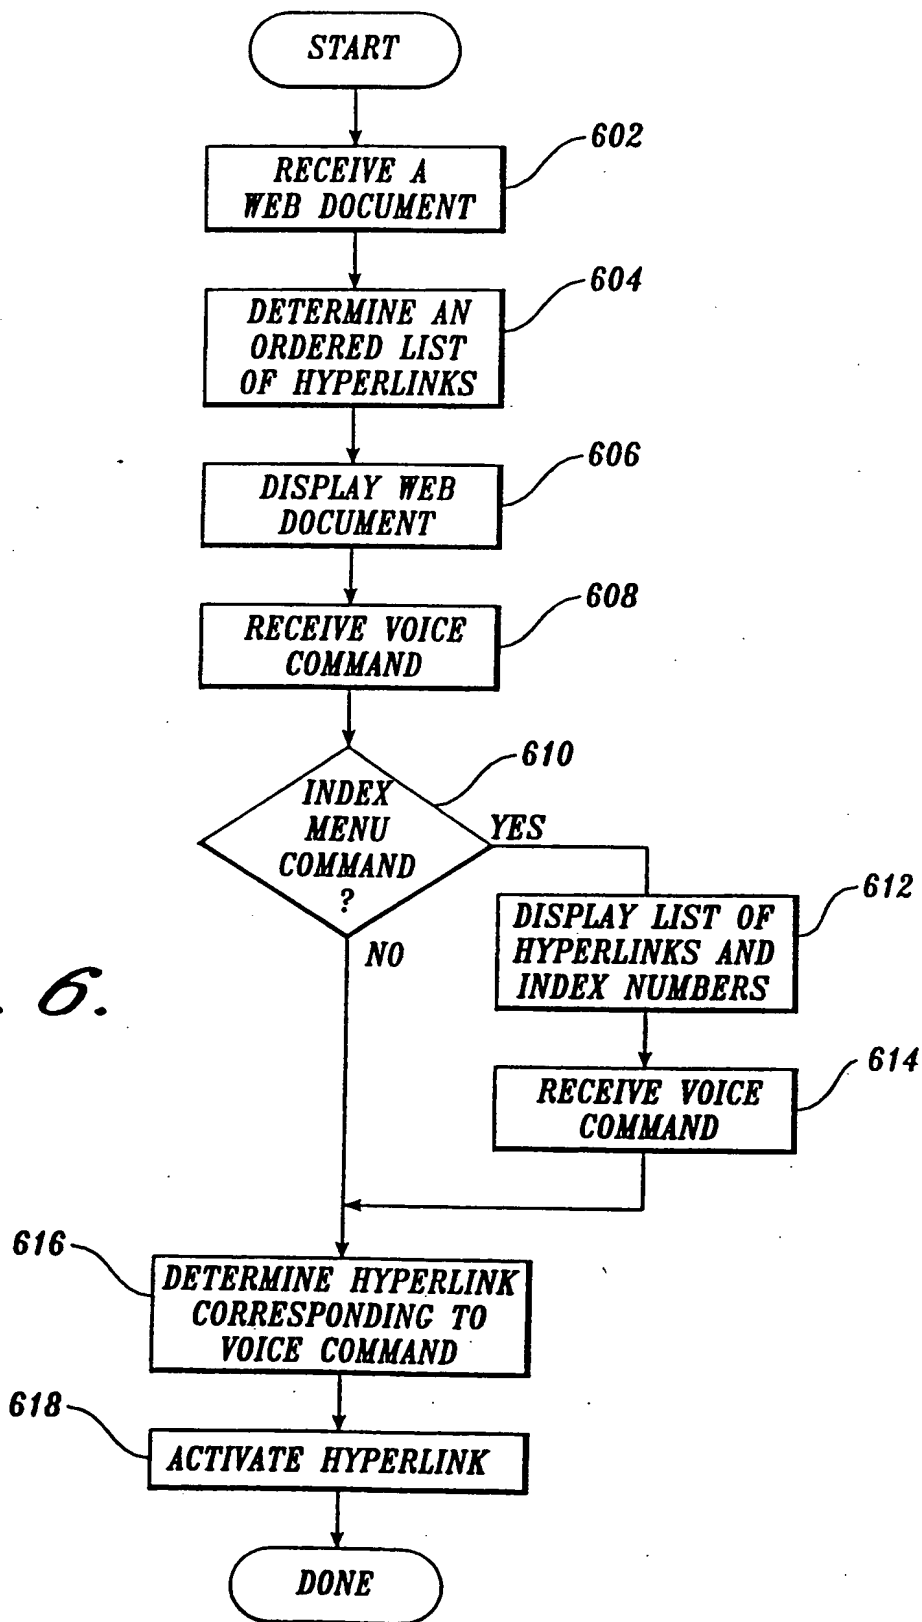 START
602
RECEIVE A
WEB DOCUMENT
604
DETERMINE AN
ORDERED LIST
OF HYPERLINKS
606
DISPLAY WEB
DOCUMENT
608
RECEIVE VOICE
COMMAND
610
INDEX
MENU
COMMAND
?
YES
NO
612
DISPLAY LIST OF
HYPERLINKS AND
INDEX NUMBERS
. 6.
614
RECEIVE VOICE
COMMAND
616
DETERMINE HYPERLINK
CORRESPONDING TO
VOICE COMMAND
618
ACTIVATE HYPERLINK
DONE